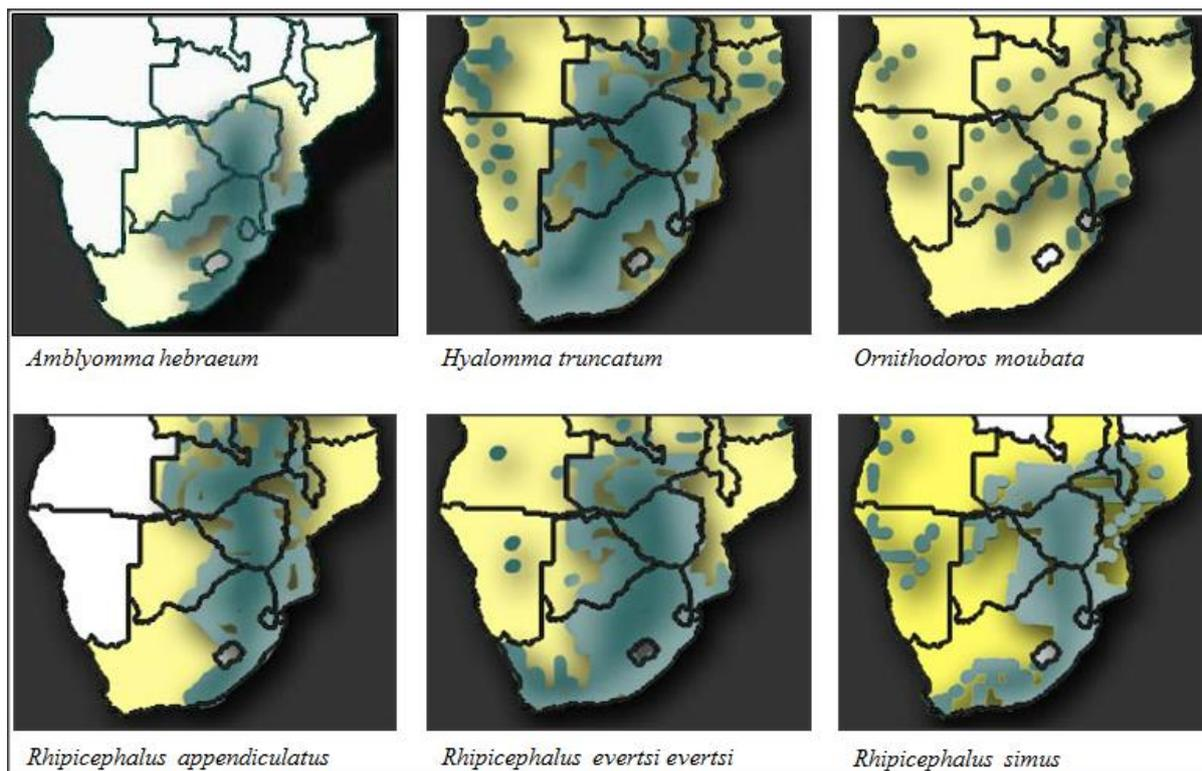 Amblyomma hebraeum
Hyalomma truncatum
Ornithodoros moubata
Rhipicephalus appendiculatus
Rhipicephalus evertsi evertsi
Rhipicephalus simus